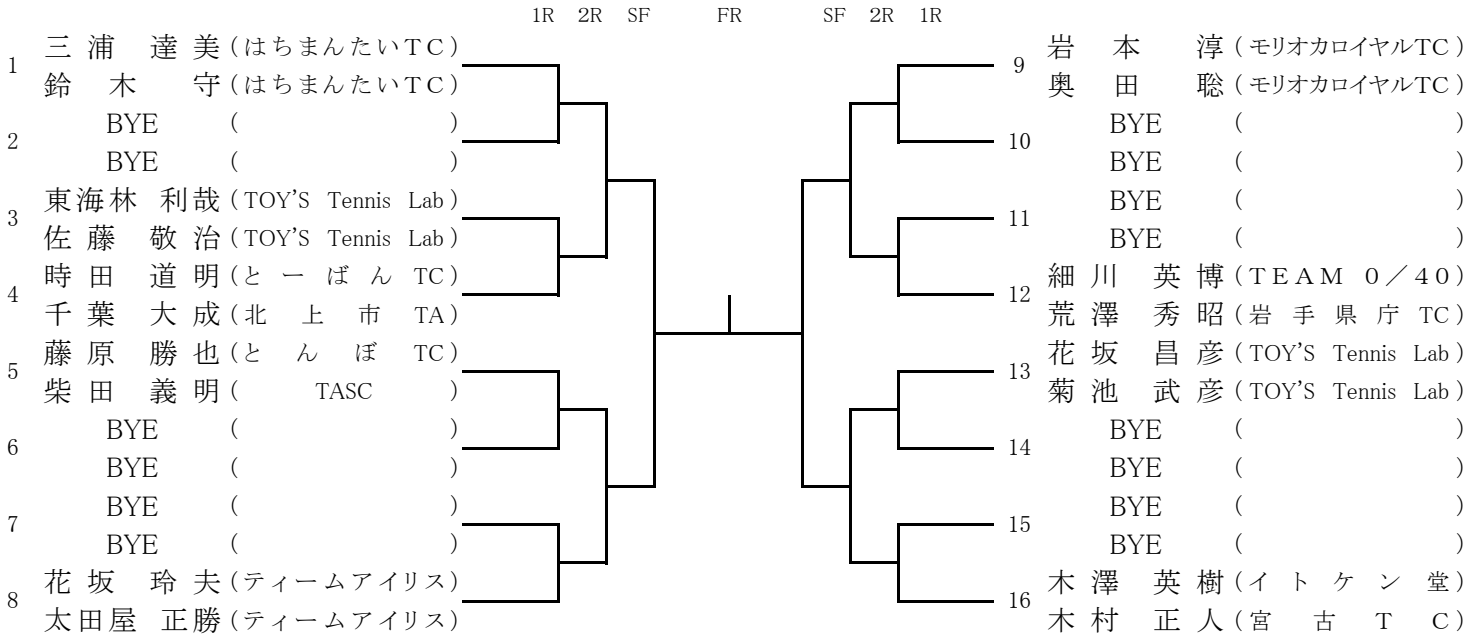 1R 2R SF FR SF 2R 1R
1 三浦 達美(はちまんたいTC)
鈴木 守(はちまんたいTC)
2 BYE ( )
BYE ( )
3 東海林 利哉(TOY'S Tennis Lab)
佐藤 敬治(TOY'S Tennis Lab)
4 時田 道明(とーばん TC)
千葉 大成(北上市 TA)
5 藤原 勝也(とんぼ TC)
柴田 義明( TASC )
6 BYE ( )
BYE ( )
7 BYE ( )
BYE ( )
8 花坂 玲夫(ティームアイリス)
太田屋 正勝(ティームアイリス)
9 岩本 淳(モリオカロイヤルTC)
奥田 聡(モリオカロイヤルTC)
10 BYE ( )
BYE ( )
11 BYE ( )
BYE ( )
12 細川 英博(TEAM 0/40)
荒澤 秀昭(岩手県庁 TC)
13 花坂 昌彦(TOY'S Tennis Lab)
菊池 武彦(TOY'S Tennis Lab)
14 BYE ( )
BYE ( )
15 BYE ( )
BYE ( )
16 木澤 英樹(イトケン堂)
木村 正人(宮古TC)